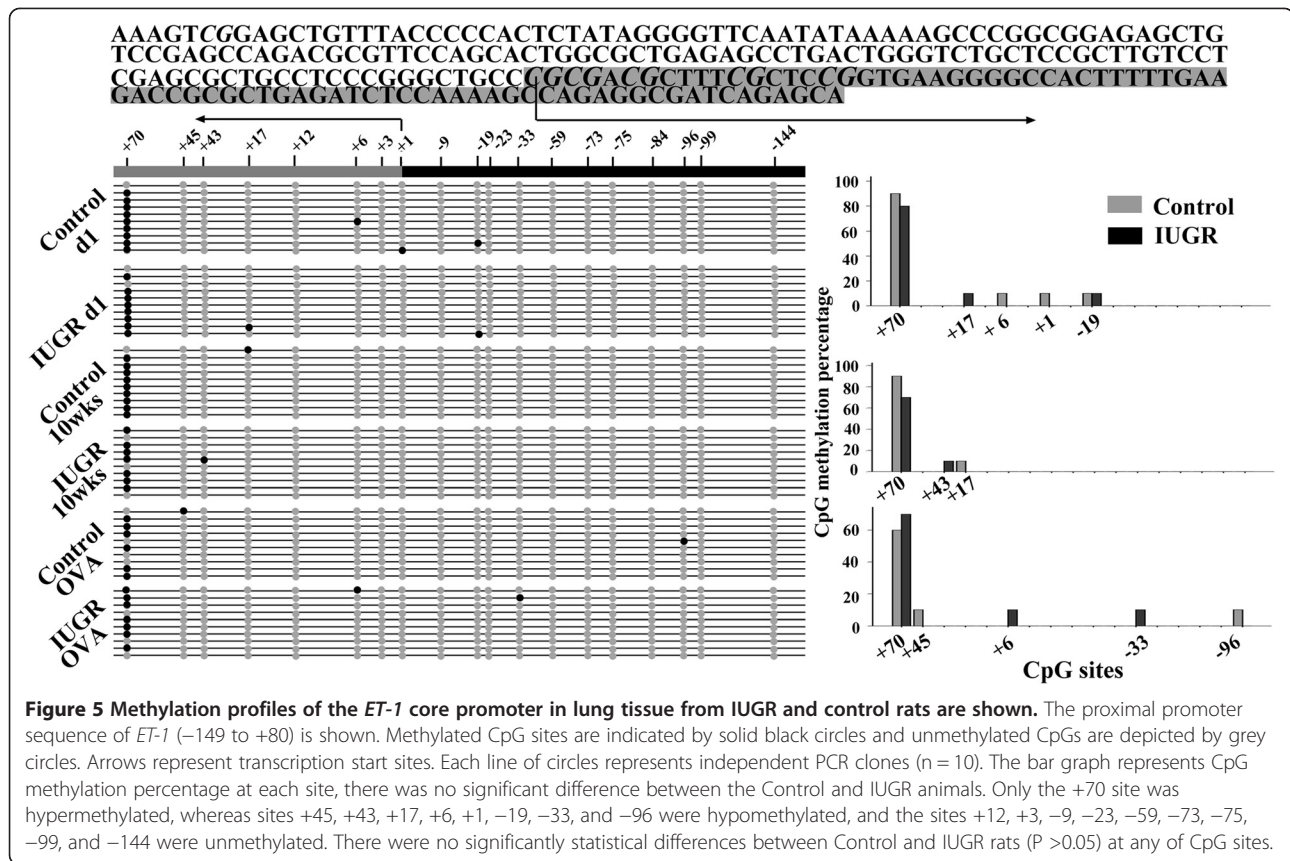 AAAGTCGGAGCTGTTTACCCCCACTCTATAGGGGTTCAATATAAAAAGCCCGGCGGAGAGCTG
TCCGAGCCAGACGCGTTCCAGCACTGGCGCTGAGAGCCTGACTGGGTCTGCTCCGCTTGTCCT
CGAGCGCTGCCTCCCGGGCTGCCCGCGACGCTTTCGCTCCCGGTGAAGGGGCCACTTTTTGAA
GACCGCGCTGAGATCTCCAAAAGCCAGAGGCGATCAGAGCA
+70 +45 +43 +17 +12 +6 +3 +1 -9 -19 -23 -33 -59 -73 -75 -84 -96 -99 -144
Control d1
IUGR d1
Control 10wks
IUGR 10wks
Control OVA
IUGR OVA
CpG methylation percentage
Control
IUGR
100
80
60
40
20
0
+70 +17 +6 +1 -19
100
80
60
40
20
0
+70 +43 +17
60
40
20
0
+70 +45 +6 -33 -96
CpG sites
Figure 5 Methylation profiles of the ET-1 core promoter in lung tissue from IUGR and control rats are shown. The proximal promoter
sequence of ET-1 (−149 to +80) is shown. Methylated CpG sites are indicated by solid black circles and unmethylated CpGs are depicted by grey
circles. Arrows represent transcription start sites. Each line of circles represents independent PCR clones (n = 10). The bar graph represents CpG
methylation percentage at each site, there was no significant difference between the Control and IUGR animals. Only the +70 site was
hypermethylated, whereas sites +45, +43, +17, +6, +1, −19, −33, and −96 were hypomethylated, and the sites +12, +3, −9, −23, −59, −73, −75,
−99, and −144 were unmethylated. There were no significantly statistical differences between Control and IUGR rats (P >0.05) at any of CpG sites.